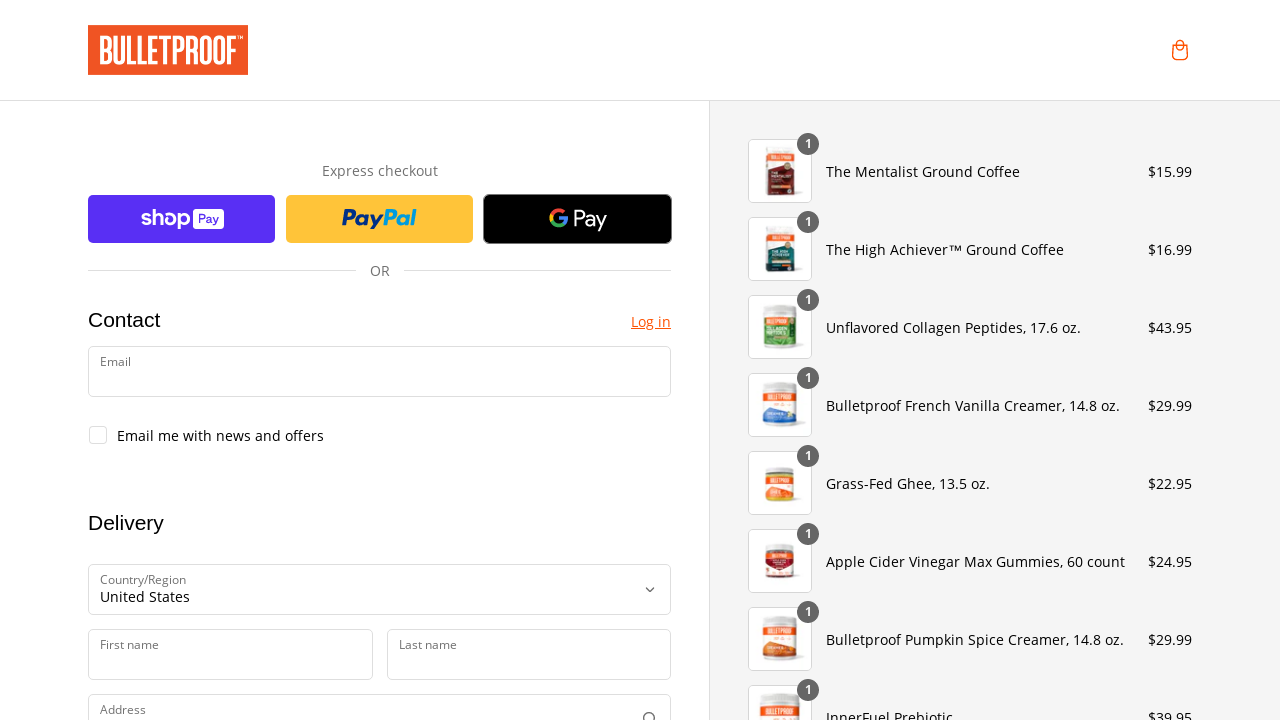 BULLETPROOF™
Express checkout
shop Pay
PayPal
G Pay
OR
Contact
Log in
Email
Email me with news and offers
Delivery
Country/Region
United States
First name
Last name
Address
1
The Mentalist Ground Coffee
$15.99
1
The High Achiever™ Ground Coffee
$16.99
1
Unflavored Collagen Peptides, 17.6 oz.
$43.95
1
Bulletproof French Vanilla Creamer, 14.8 oz.
$29.99
1
Grass-Fed Ghee, 13.5 oz.
$22.95
1
Apple Cider Vinegar Max Gummies, 60 count
$24.95
1
Bulletproof Pumpkin Spice Creamer, 14.8 oz.
$29.99
1
InnerFuel Prebiotic
$39.95